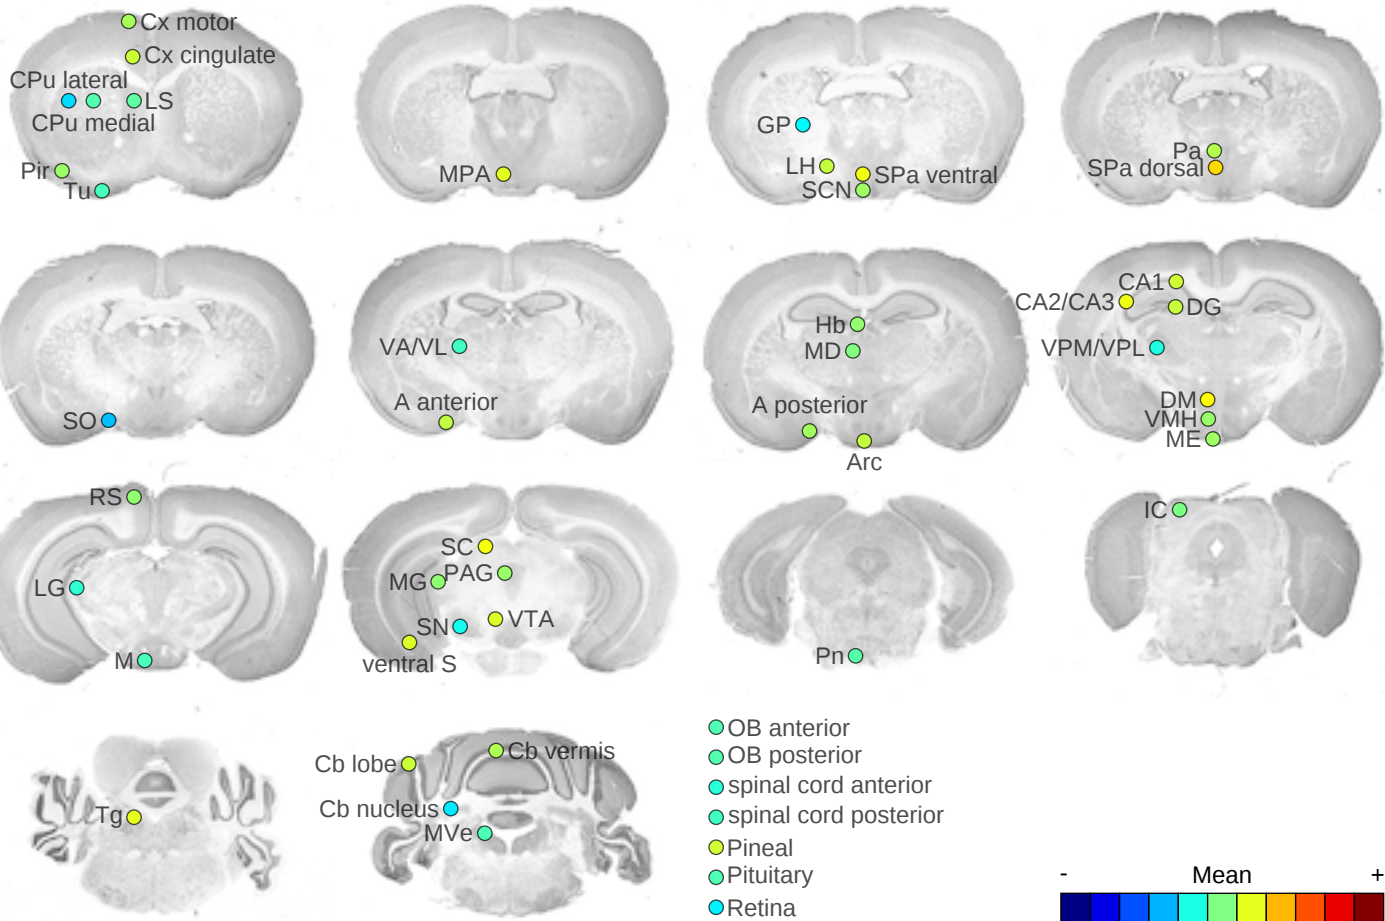 Cx motor
Cx cingulate
CPu lateral
LS
CPu medial
Pir
Tu
MPA
GP
LH
SPa ventral
SCN
Pa
SPa dorsal
SO
VA/VL
A anterior
Hb
MD
A posterior
Arc
CA1
CA2/CA3
DG
VPM/VPL
DM
VMH
ME
RS
LG
M
SC
MG
PAG
SN
VTA
ventral S
Pn
IC
Tg
Cb lobe
Cb vermis
Cb nucleus
MVe
OB anterior
OB posterior
spinal cord anterior
spinal cord posterior
Pineal
Pituitary
Retina
- Mean +